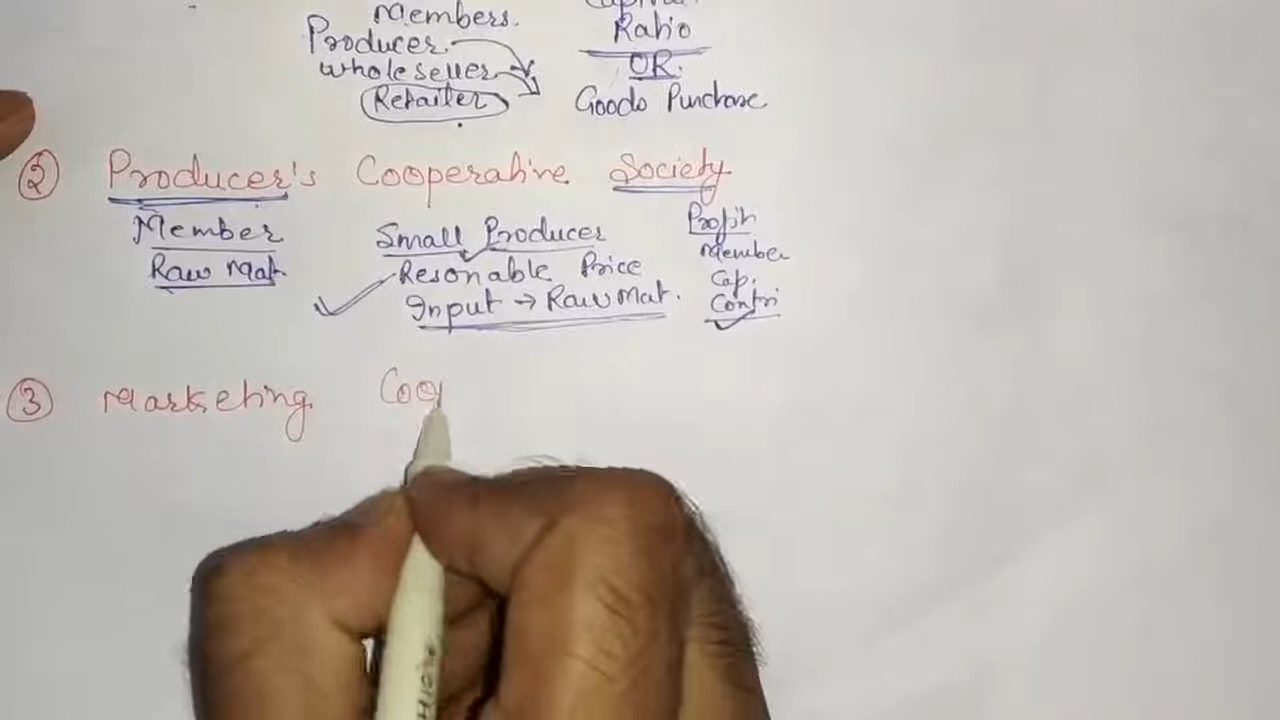 Members.
Producer.
wholeseller
Retailer
Ratio
OR.
Goods Purchase
② Producer's Cooperative Society
Member
Raw Mat.
Small Producer
Resonable Price
Input → Raw Mat.
Profit
Member
Cap.
Contri
③ Marketing Coo